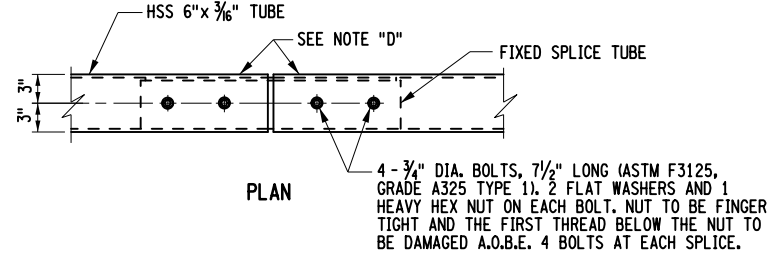 HSS 6"x 3/16" TUBE
SEE NOTE "D"
FIXED SPLICE TUBE
3"
3"
4 - 3/4" DIA. BOLTS, 7 1/2" LONG (ASTM F3125,
GRADE A325 TYPE 1). 2 FLAT WASHERS AND 1
HEAVY HEX NUT ON EACH BOLT. NUT TO BE FINGER
TIGHT AND THE FIRST THREAD BELOW THE NUT TO
BE DAMAGED A.O.B.E. 4 BOLTS AT EACH SPLICE.
PLAN